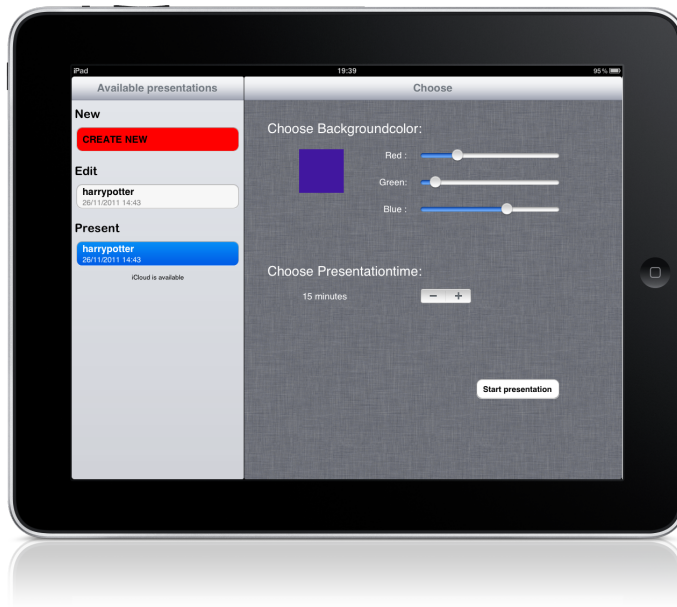 iPad 19:39 95 %
Available presentations
Choose
New
CREATE NEW
Edit
harrypotter
26/11/2011 14:43
Present
harrypotter
26/11/2011 14:43
iCloud is available
Choose Backgroundcolor:
Red :
Green:
Blue :
Choose Presentationtime:
15 minutes
Start presentation